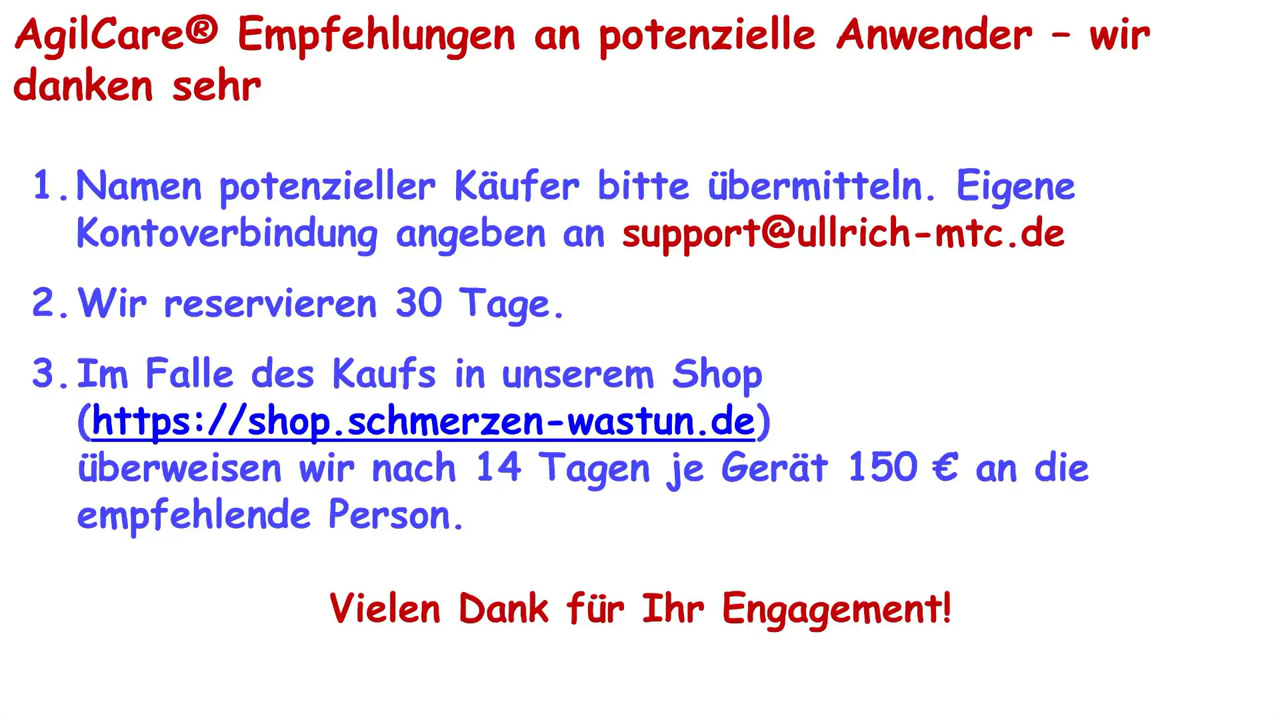 AgilCare® Empfehlungen an potenzielle Anwender – wir
danken sehr
1. Namen potenzieller Käufer bitte übermitteln. Eigene
Kontoverbindung angeben an support@ullrich-mtc.de
2. Wir reservieren 30 Tage.
3. Im Falle des Kaufs in unserem Shop
(https://shop.schmerzen-wastun.de)
überweisen wir nach 14 Tagen je Gerät 150 € an die
empfehlende Person.
Vielen Dank für Ihr Engagement!